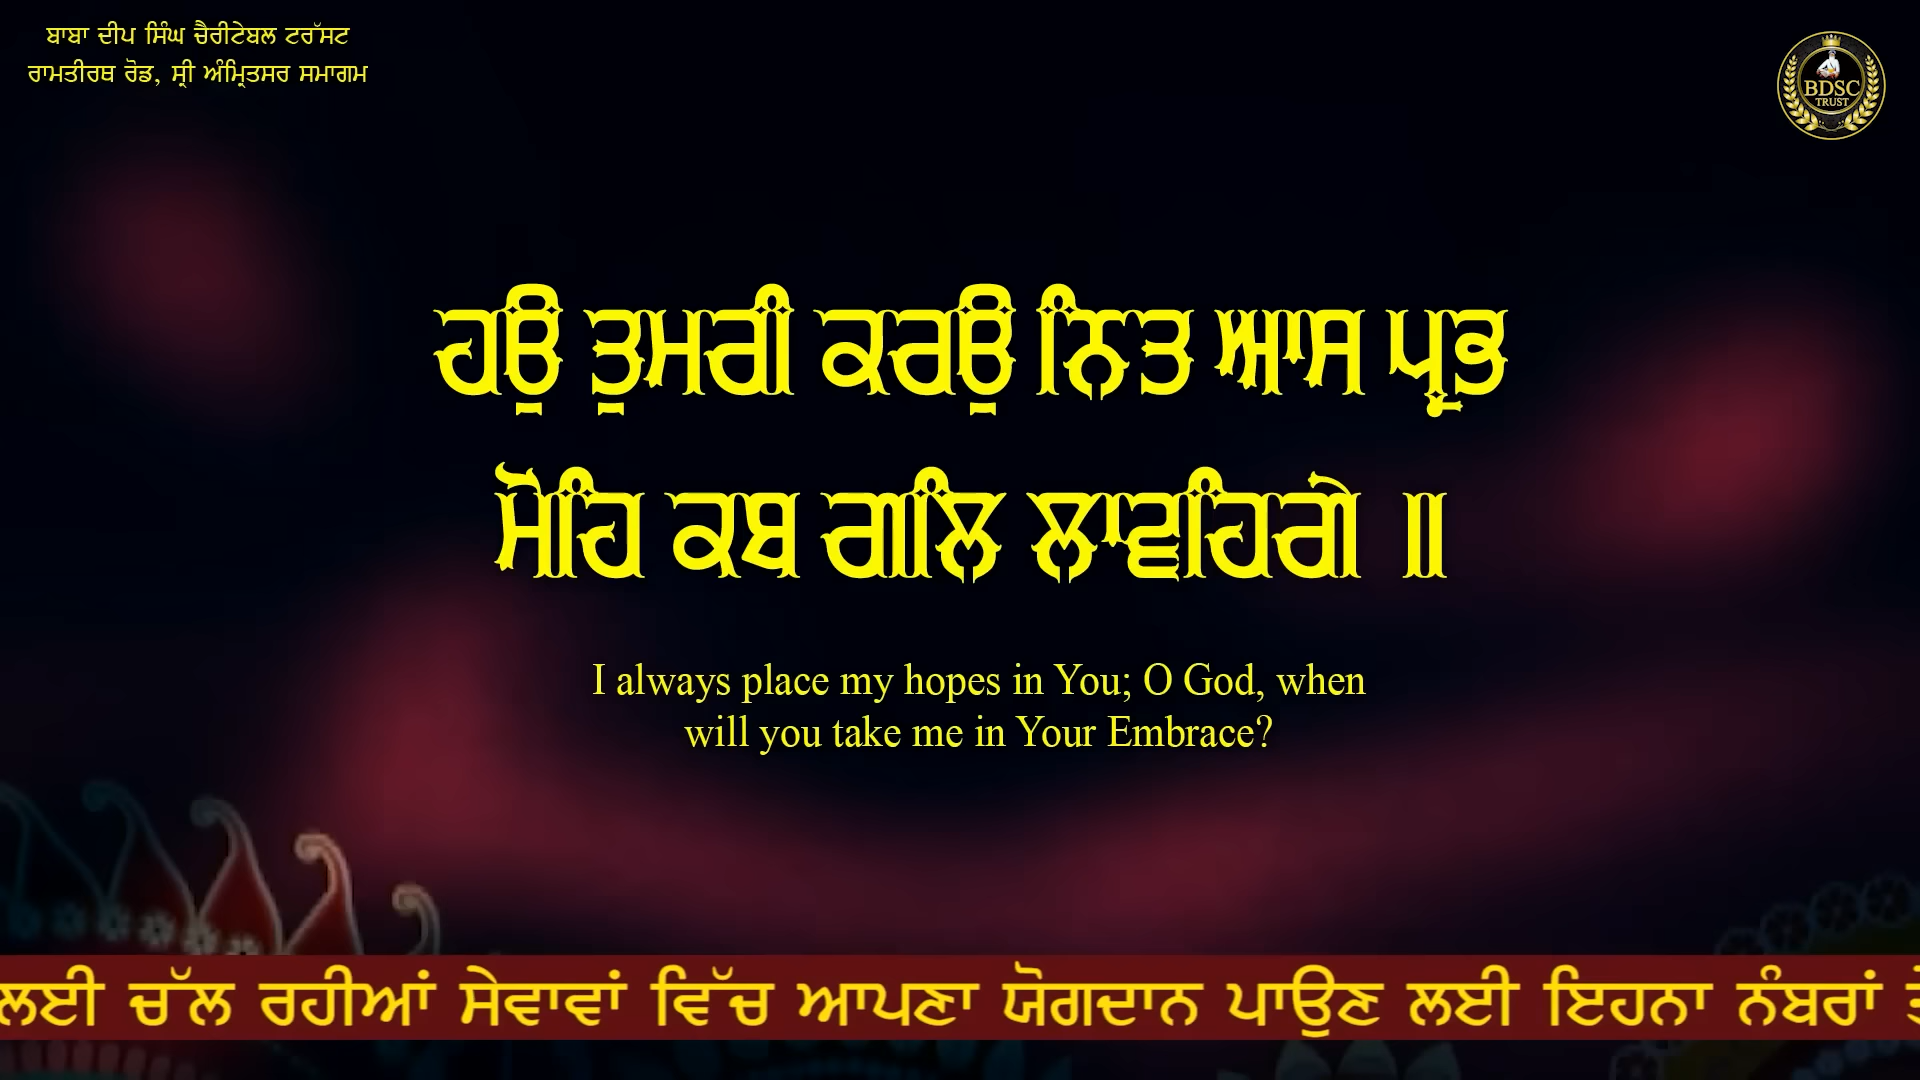 ਬਾਬਾ ਦੀਪ ਸਿੰਘ ਚੈਰੀਟੇਬਲ ਟਰੱਸਟ
ਰਾਮਤੀਰਥ ਰੋਡ, ਸ੍ਰੀ ਅੰਮ੍ਰਿਤਸਰ ਸਮਾਗਮ
BDSC
TRUST
ਹਉ ਤੁਮਰੀ ਕਰਉ ਨਿਤ ਆਸ ਪ੍ਰਭ
ਮੋਹਿ ਕਬ ਗਲਿ ਲਾਵਹਿਗੇ ॥
I always place my hopes in You; O God, when
will you take me in Your Embrace?
ਲਈ ਚੱਲ ਰਹੀਆਂ ਸੇਵਾਵਾਂ ਵਿੱਚ ਆਪਣਾ ਯੋਗਦਾਨ ਪਾਉਣ ਲਈ ਇਹਨਾ ਨੰਬਰਾਂ